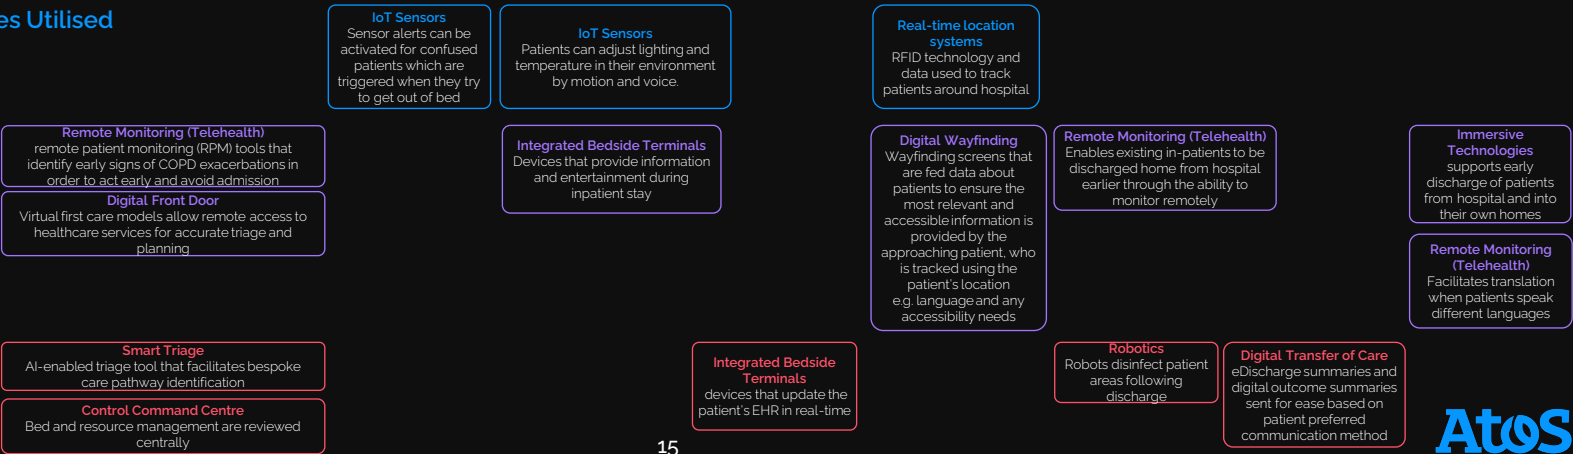 es Utilised
IoT Sensors
Sensor alerts can be
activated for confused
patients which are
triggered when they try
to get out of bed
IoT Sensors
Patients can adjust lighting and
temperature in their environment
by motion and voice.
Real-time location
systems
RFID technology and
data used to track
patients around hospital
Remote Monitoring (Telehealth)
remote patient monitoring (RPM) tools that
identify early signs of COPD exacerbations in
order to act early and avoid admission
Digital Front Door
Virtual first care models allow remote access to
healthcare services for accurate triage and
planning
Integrated Bedside Terminals
Devices that provide information
and entertainment during
inpatient stay
Digital Wayfinding
Wayfinding screens that
are fed data about
patients to ensure the
most relevant and
accessible information is
provided by the
approaching patient, who
is tracked using the
patient's location
e.g. language and any
accessibility needs
Remote Monitoring (Telehealth)
Enables existing in-patients to be
discharged home from hospital
earlier through the ability to
monitor remotely
Immersive
Technologies
supports early
discharge of patients
from hospital and into
their own homes
Remote Monitoring
(Telehealth)
Facilitates translation
when patients speak
different languages
Smart Triage
AI-enabled triage tool that facilitates bespoke
care pathway identification
Control Command Centre
Bed and resource management are reviewed
centrally
Integrated Bedside
Terminals
devices that update the
patient's EHR in real-time
Robotics
Robots disinfect patient
areas following
discharge
Digital Transfer of Care
eDischarge summaries and
digital outcome summaries
sent for ease based on
patient preferred
communication method
15
Atos